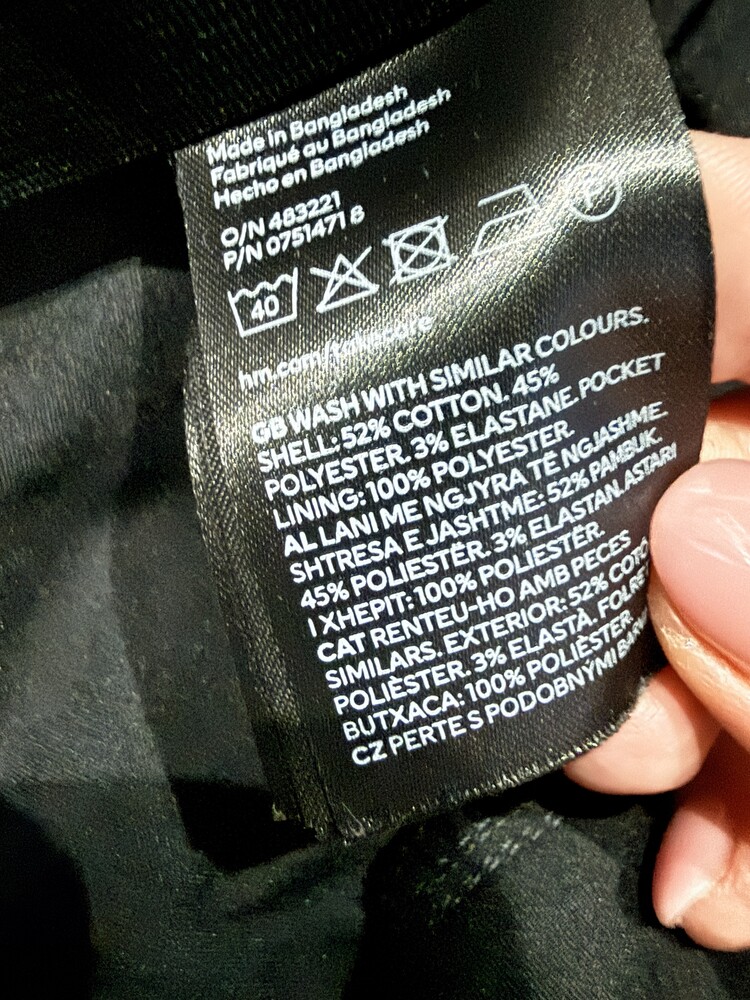 Made in Bangladesh
Fabriqué au Bangladesh
Hecho en Bangladesh
O/N 483221
P/N 0751471 8
40
P
hm.com/takecare
GB WASH WITH SIMILAR COLOURS.
SHELL: 52% COTTON. 45%
POLYESTER. 3% ELASTANE. POCKET
LINING: 100% POLYESTER.
AL LANI ME NGJYRA TË NGJASHME.
SHTRESA E JASHTME: 52% PAMBUK.
45% POLIESTËR. 3% ELASTAN. ASTARI
I XHEPIT: 100% POLIESTËR.
CAT RENTEU-HO AMB PECES
SIMILARS. EXTERIOR: 52% COTÓ
POLIÈSTER. 3% ELASTÀ. FOLRE
BUTXACA: 100% POLIÈSTER.
CZ PERTE S PODOBNÝMI